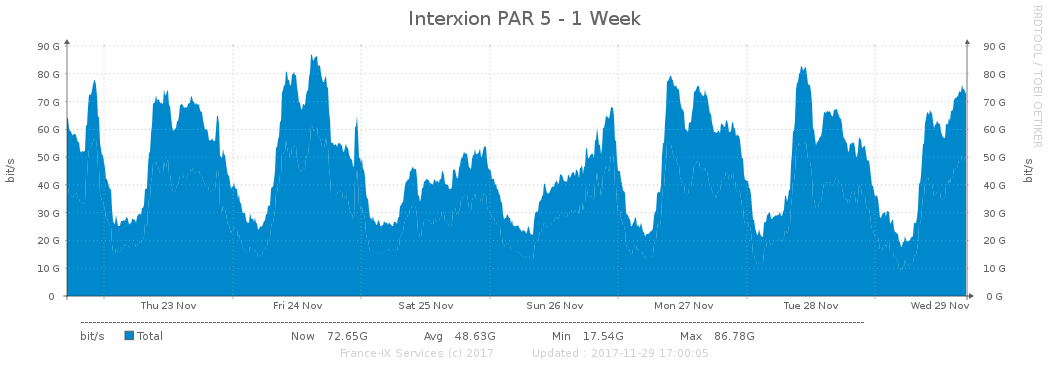 Interxion PAR 5 - 1 Week
RRDTOOL / TOBI OETIKER
90 G 90 G
80 G 80 G
70 G 70 G
60 G 60 G
50 G 50 G
40 G 40 G
30 G 30 G
20 G 20 G
10 G 10 G
0 0 G
bit/s
bit/s
Thu 23 Nov Fri 24 Nov Sat 25 Nov Sun 26 Nov Mon 27 Nov Tue 28 Nov Wed 29 Nov
bit/s Total Now 72.65G Avg 48.63G Min 17.54G Max 86.78G
France-IX Services (c) 2017 Updated : 2017-11-29 17:00:05